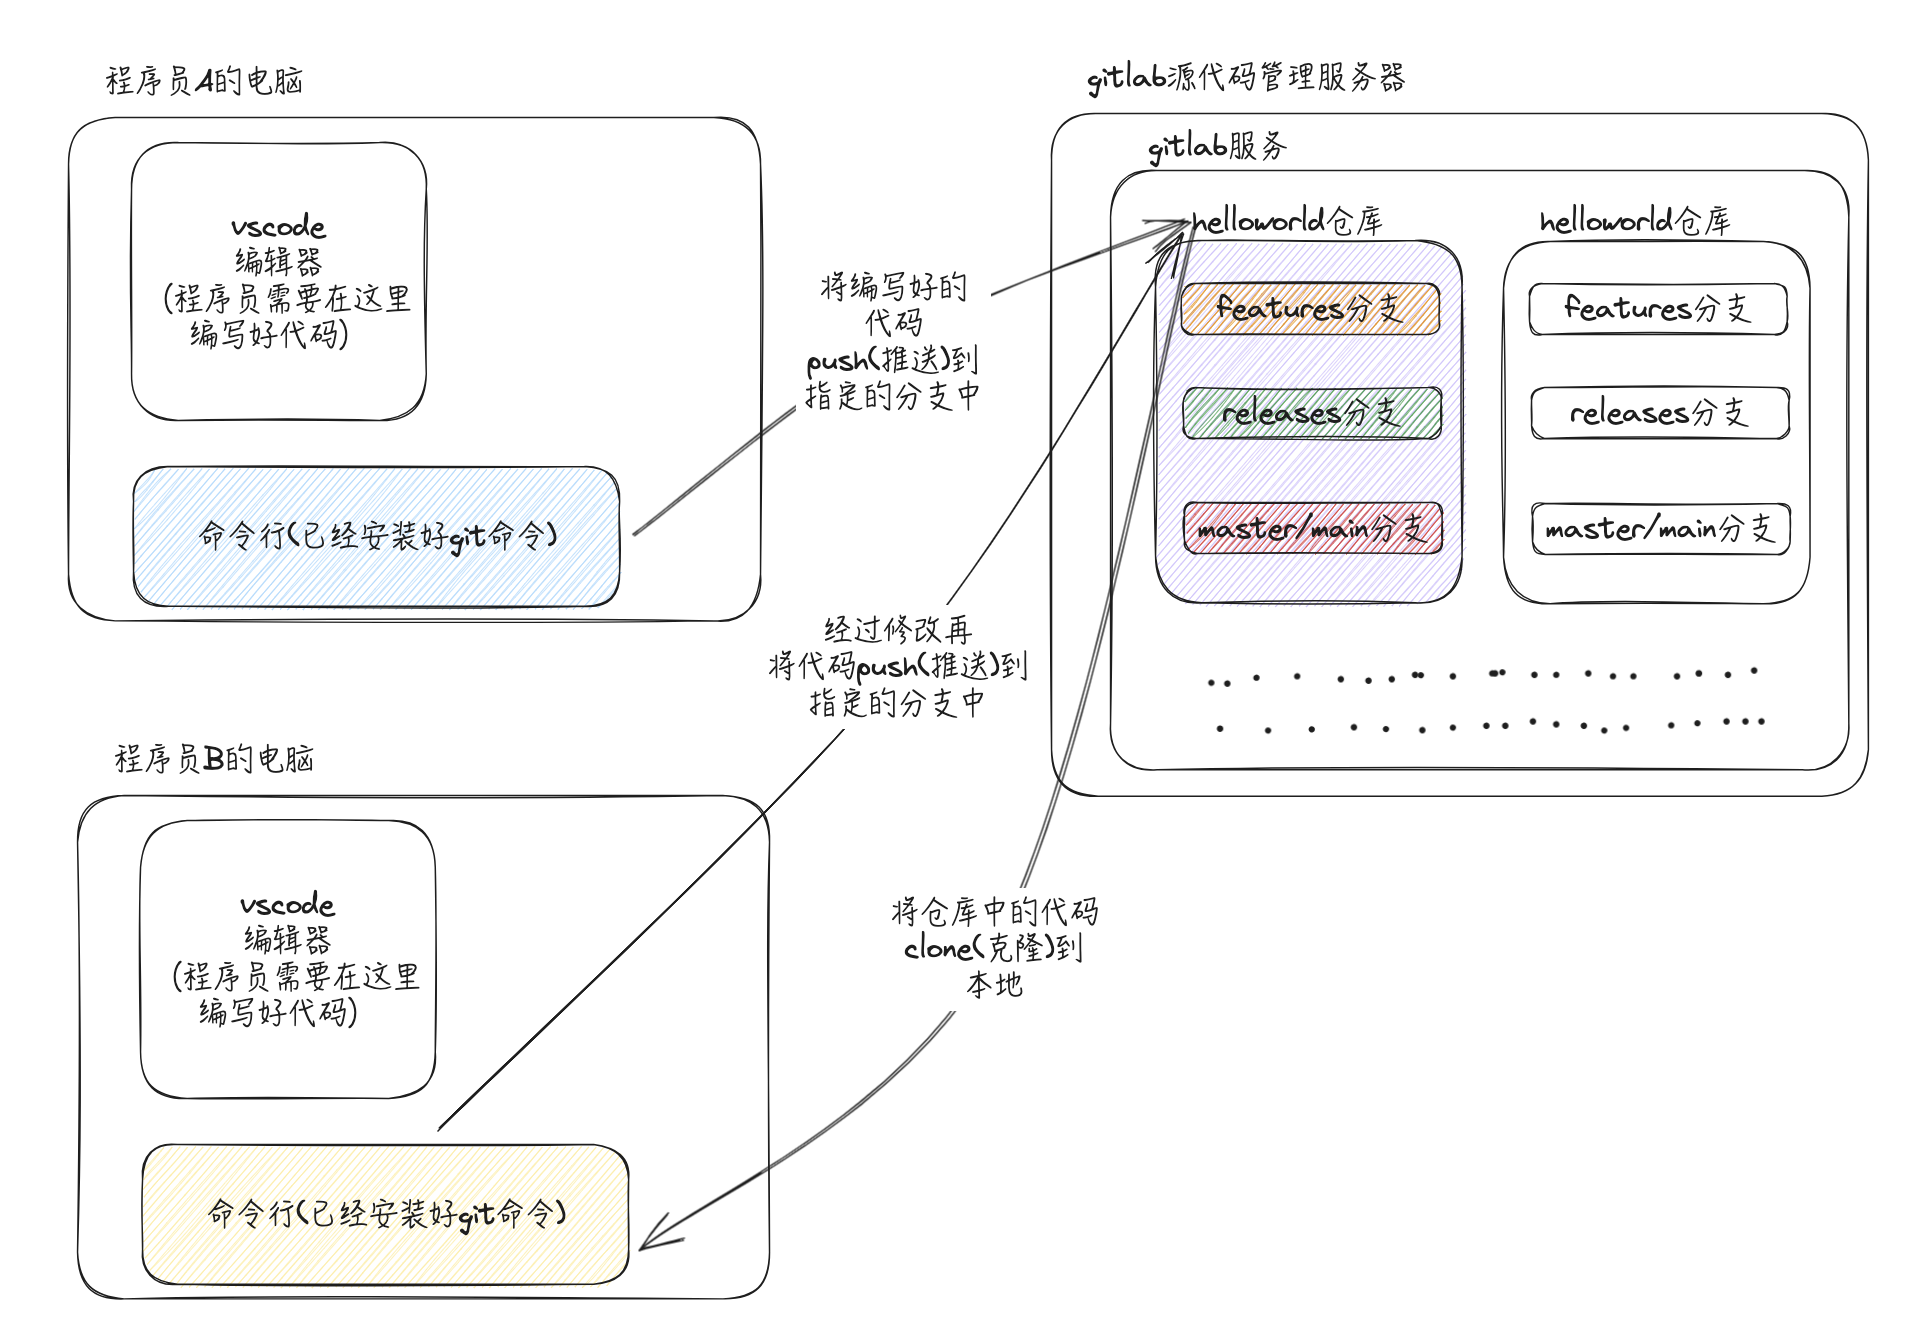 程序员A的电脑
vscode
编辑器
(程序员需要在这里
编写好代码)
命令行(已经安装好git命令)
将编写好的
代码
push(推送)到
指定的分支中
gitlab源代码管理服务器
gitlab服务
helloworld仓库
features分支
releases分支
master/main分支
helloworld仓库
features分支
releases分支
master/main分支
经过修改再
将代码push(推送)到
指定的分支中
程序员B的电脑
vscode
编辑器
(程序员需要在这里
编写好代码)
命令行(已经安装好git命令)
将仓库中的代码
clone(克隆)到
本地